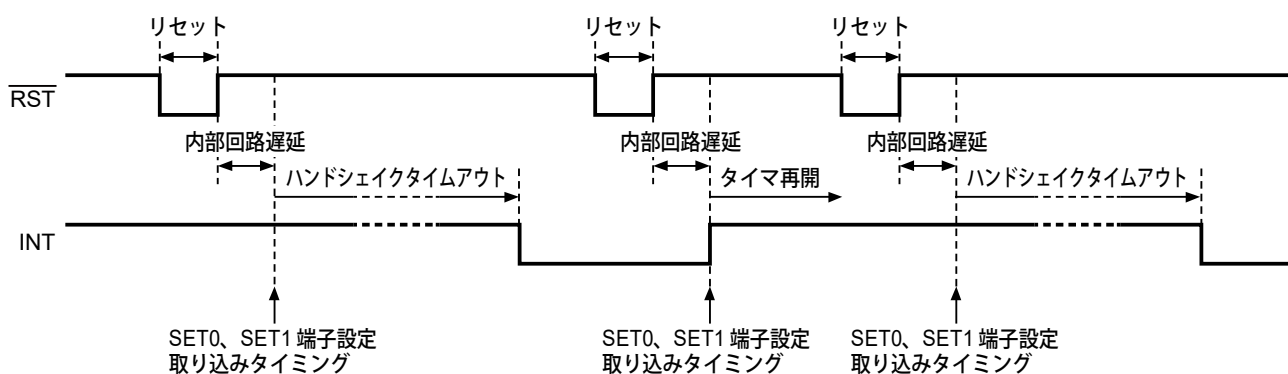 リセット
リセット
リセット
RST
内部回路遅延
内部回路遅延
内部回路遅延
ハンドシェイクタイムアウト
タイマ再開
ハンドシェイクタイムアウト
INT
SET0、SET1 端子設定
取り込みタイミング
SET0、SET1 端子設定
取り込みタイミング
SET0、SET1 端子設定
取り込みタイミング